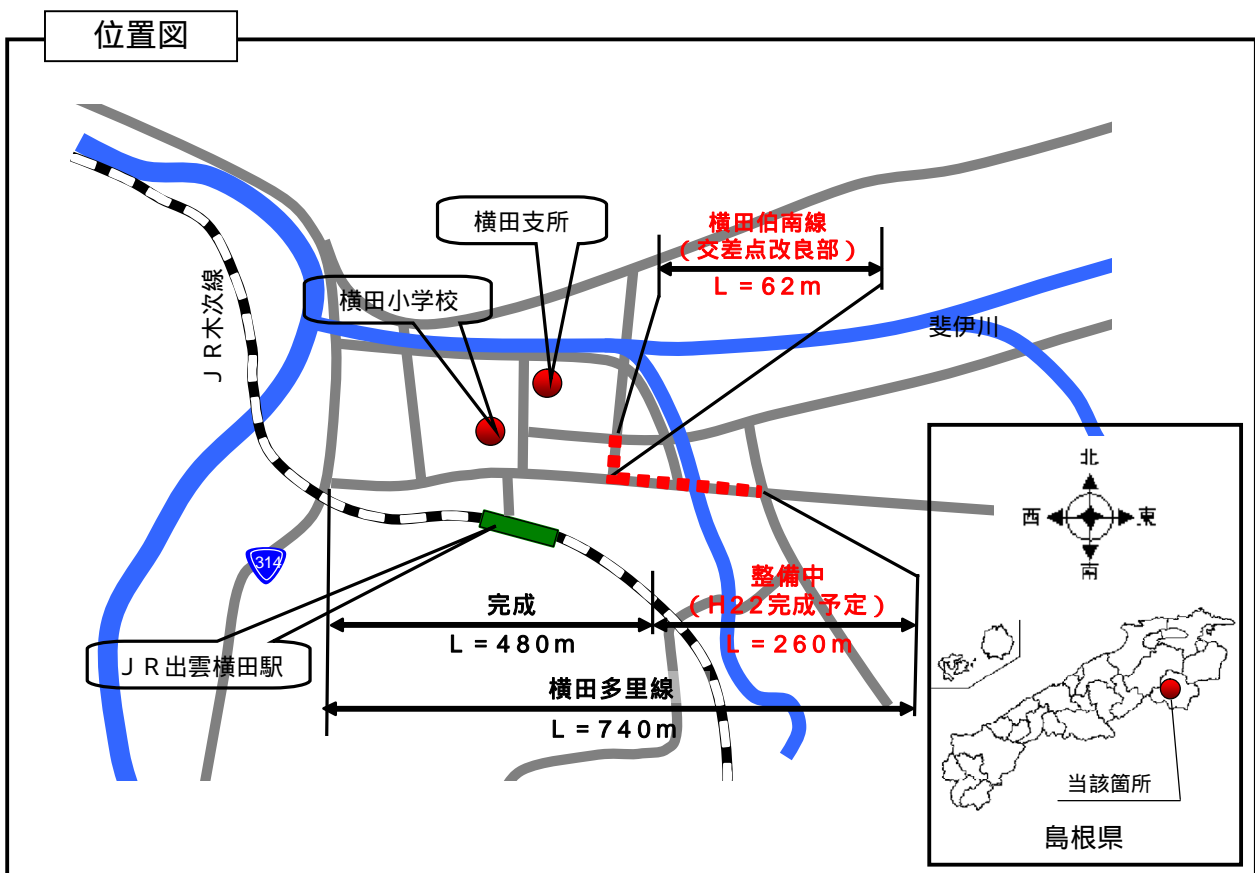 位置図
横田支所
横田伯南線
（交差点改良部）
L＝62m
横田小学校
JR木次線
斐伊川
北
西
東
南
314
整備中
（H22完成予定）
L＝260m
完成
L＝480m
JR出雲横田駅
横田多里線
L＝740m
当該箇所
島根県